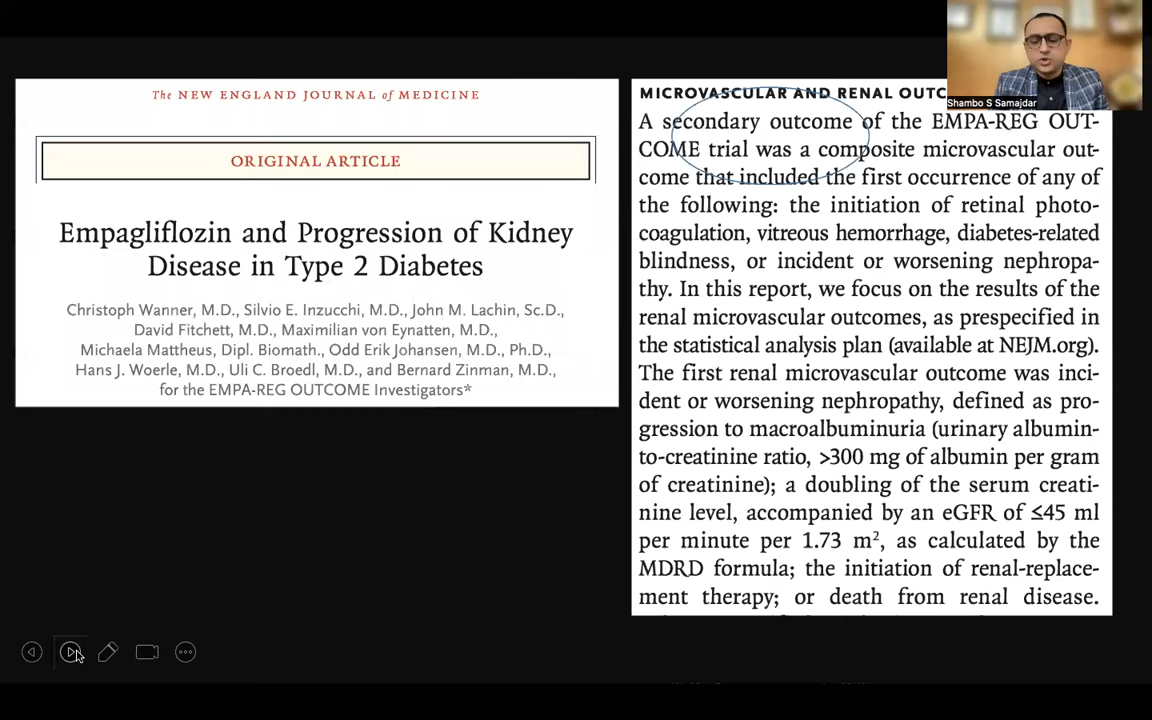 The NEW ENGLAND JOURNAL of MEDICINE
ORIGINAL ARTICLE
Empagliflozin and Progression of Kidney
Disease in Type 2 Diabetes
Christoph Wanner, M.D., Silvio E. Inzucchi, M.D., John M. Lachin, Sc.D.,
David Fitchett, M.D., Maximilian von Eynatten, M.D.,
Michaela Mattheus, Dipl. Biomath., Odd Erik Johansen, M.D., Ph.D.,
Hans J. Woerle, M.D., Uli C. Broedl, M.D., and Bernard Zinman, M.D.,
for the EMPA-REG OUTCOME Investigators*
MICROVASCULAR AND RENAL OUTC
A secondary outcome of the EMPA-REG OUT-
COME trial was a composite microvascular out-
come that included the first occurrence of any of
the following: the initiation of retinal photo-
coagulation, vitreous hemorrhage, diabetes-related
blindness, or incident or worsening nephropa-
thy. In this report, we focus on the results of the
renal microvascular outcomes, as prespecified in
the statistical analysis plan (available at NEJM.org).
The first renal microvascular outcome was inci-
dent or worsening nephropathy, defined as pro-
gression to macroalbuminuria (urinary albumin-
to-creatinine ratio, >300 mg of albumin per gram
of creatinine); a doubling of the serum creati-
nine level, accompanied by an eGFR of ≤45 ml
per minute per 1.73 m², as calculated by the
MDRD formula; the initiation of renal-replace-
ment therapy; or death from renal disease.
Shambo S Samajdar